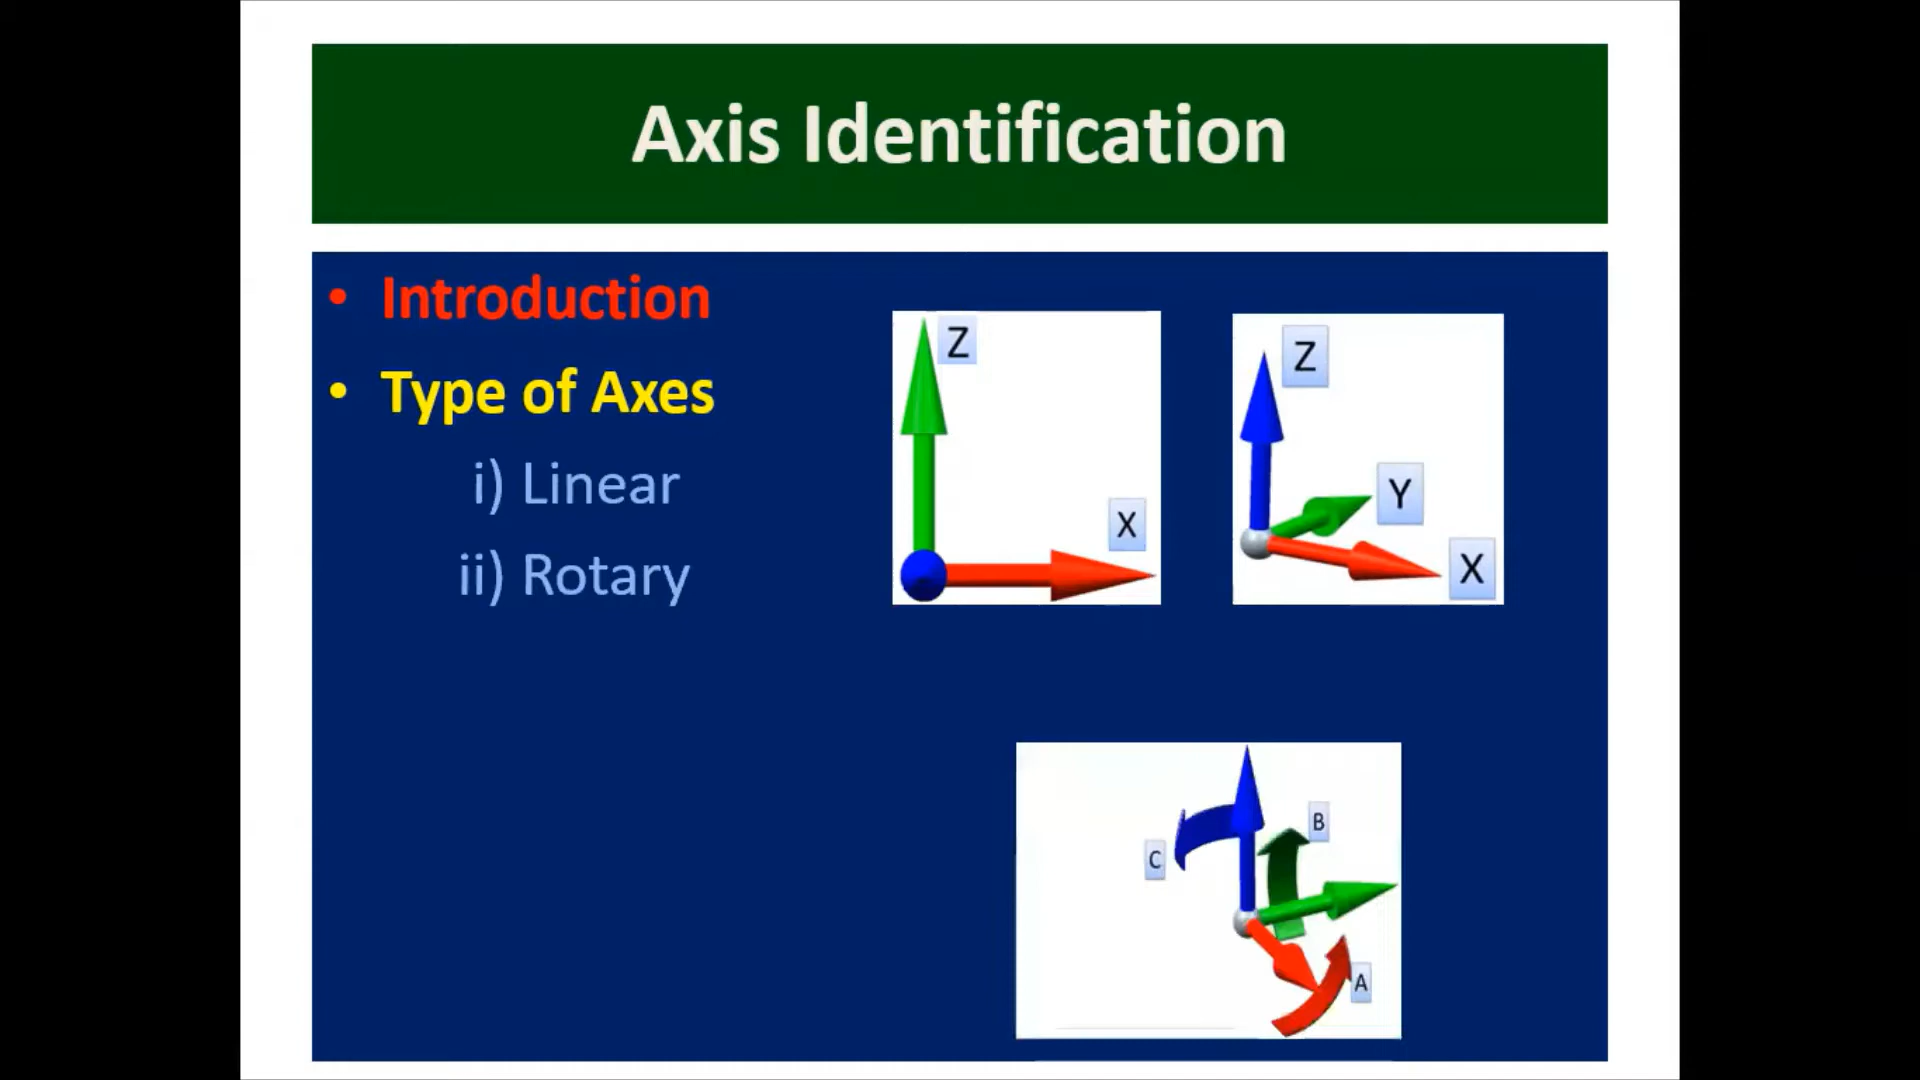 Axis Identification
• Introduction
• Type of Axes
i) Linear
ii) Rotary
Z
X
Z
Y
X
B
C
A